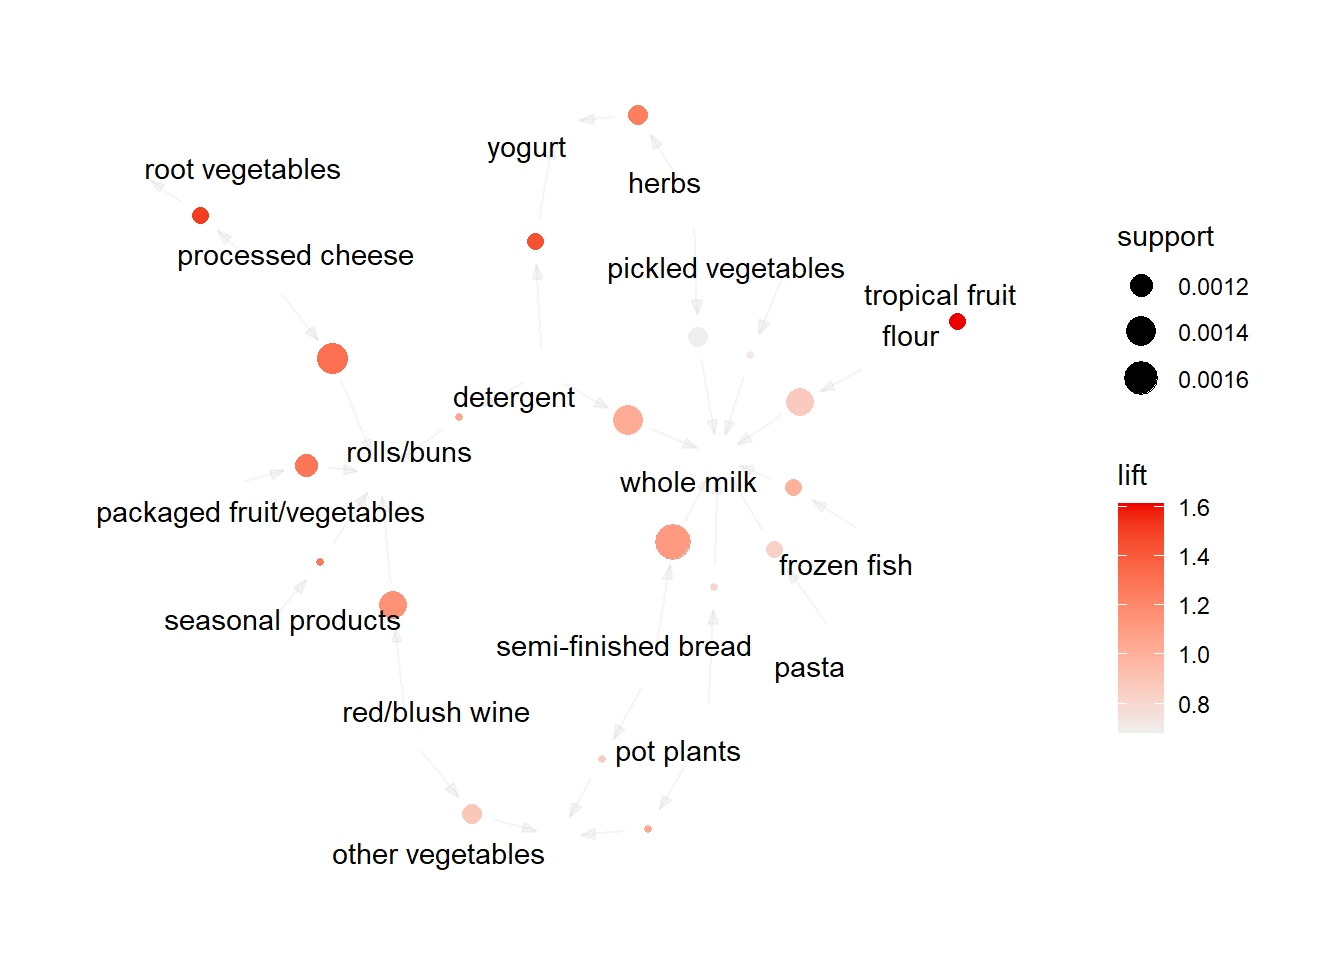 yogurt
root vegetables
herbs
processed cheese
pickled vegetables
tropical fruit
flour
detergent
rolls/buns
whole milk
packaged fruit/vegetables
frozen fish
seasonal products
semi-finished bread
pasta
red/blush wine
pot plants
other vegetables
support
0.0012
0.0014
0.0016
lift
1.6
1.4
1.2
1.0
0.8